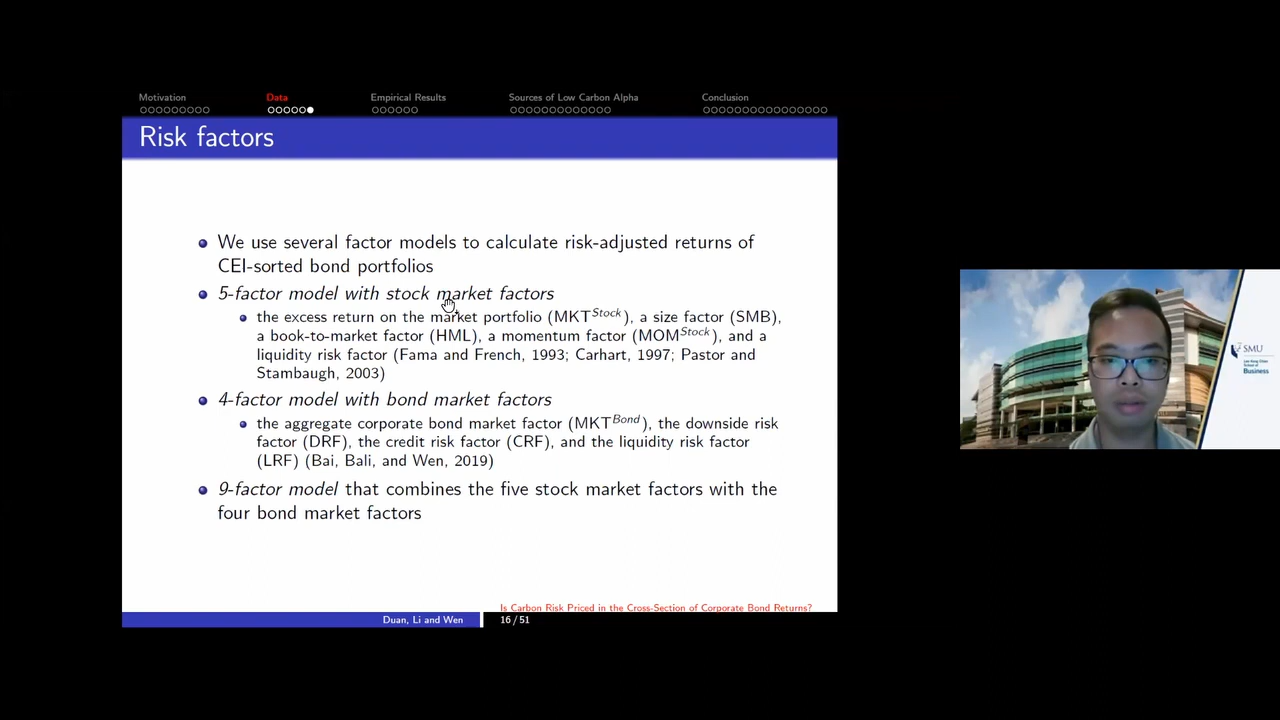 Motivation Data Empirical Results Sources of Low Carbon Alpha Conclusion
Risk factors
We use several factor models to calculate risk-adjusted returns of
CEI-sorted bond portfolios
5-factor model with stock market factors
the excess return on the market portfolio (MKT^Stock), a size factor (SMB),
a book-to-market factor (HML), a momentum factor (MOM^Stock), and a
liquidity risk factor (Fama and French, 1993; Carhart, 1997; Pastor and
Stambaugh, 2003)
4-factor model with bond market factors
the aggregate corporate bond market factor (MKT^Bond), the downside risk
factor (DRF), the credit risk factor (CRF), and the liquidity risk factor
(LRF) (Bai, Bali, and Wen, 2019)
9-factor model that combines the five stock market factors with the
four bond market factors
Is Carbon Risk Priced in the Cross-Section of Corporate Bond Returns?
Duan, Li and Wen 16 / 51
SMU
Lee Kong Chian
School of
Business